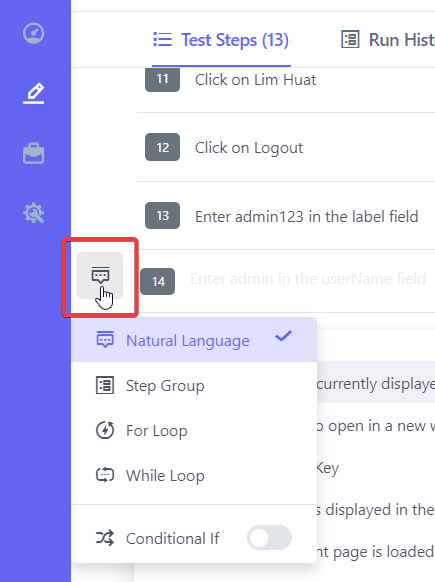 Test Steps (13)
Run Hist
11 Click on Lim Huat
12 Click on Logout
13 Enter admin123 in the label field
14 Enter admin in the userName field
Natural Language
Step Group
currently displaye
For Loop
o open in a new w
While Loop
Key
s displayed in the
Conditional If
nt page is loaded